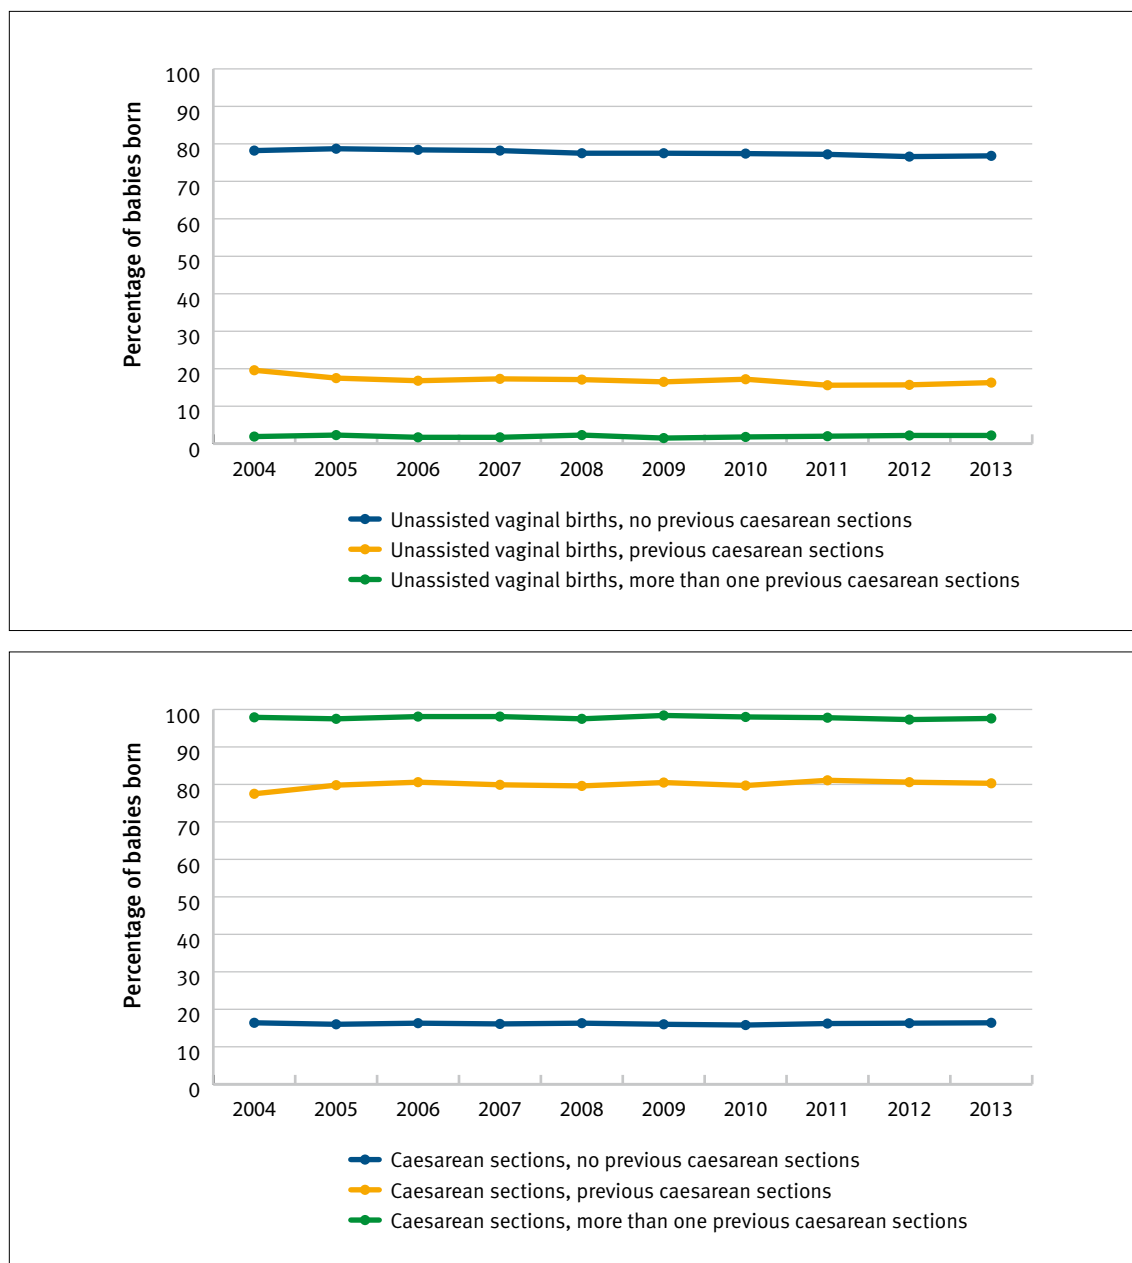 Percentage of babies born
100
90
80
70
60
50
40
30
20
10
0
2004 2005 2006 2007 2008 2009 2010 2011 2012 2013
Unassisted vaginal births, no previous caesarean sections
Unassisted vaginal births, previous caesarean sections
Unassisted vaginal births, more than one previous caesarean sections
Percentage of babies born
100
90
80
70
60
50
40
30
20
10
0
2004 2005 2006 2007 2008 2009 2010 2011 2012 2013
Caesarean sections, no previous caesarean sections
Caesarean sections, previous caesarean sections
Caesarean sections, more than one previous caesarean sections